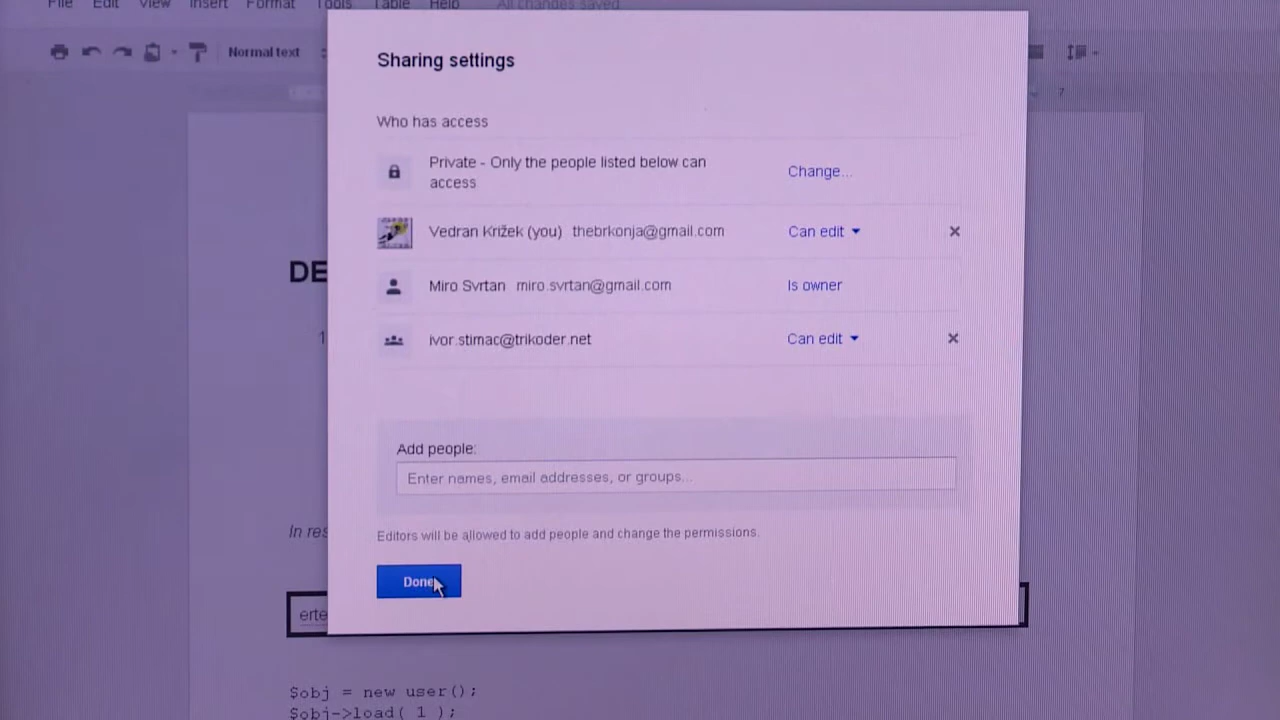 File Edit View Insert Format Tools Table Help All changes saved
Normal text
7
Sharing settings
Who has access
Private - Only the people listed below can
access
Change...
Vedran Križek (you) thebrkonja@gmail.com Can edit
Miro Svrtan miro.svrtan@gmail.com Is owner
ivor.stimac@trikoder.net Can edit
DE
1
Add people:
Enter names, email addresses, or groups...
In res
Editors will be allowed to add people and change the permissions.
Done
erte
$obj = new user();
$obj->load( 1 );